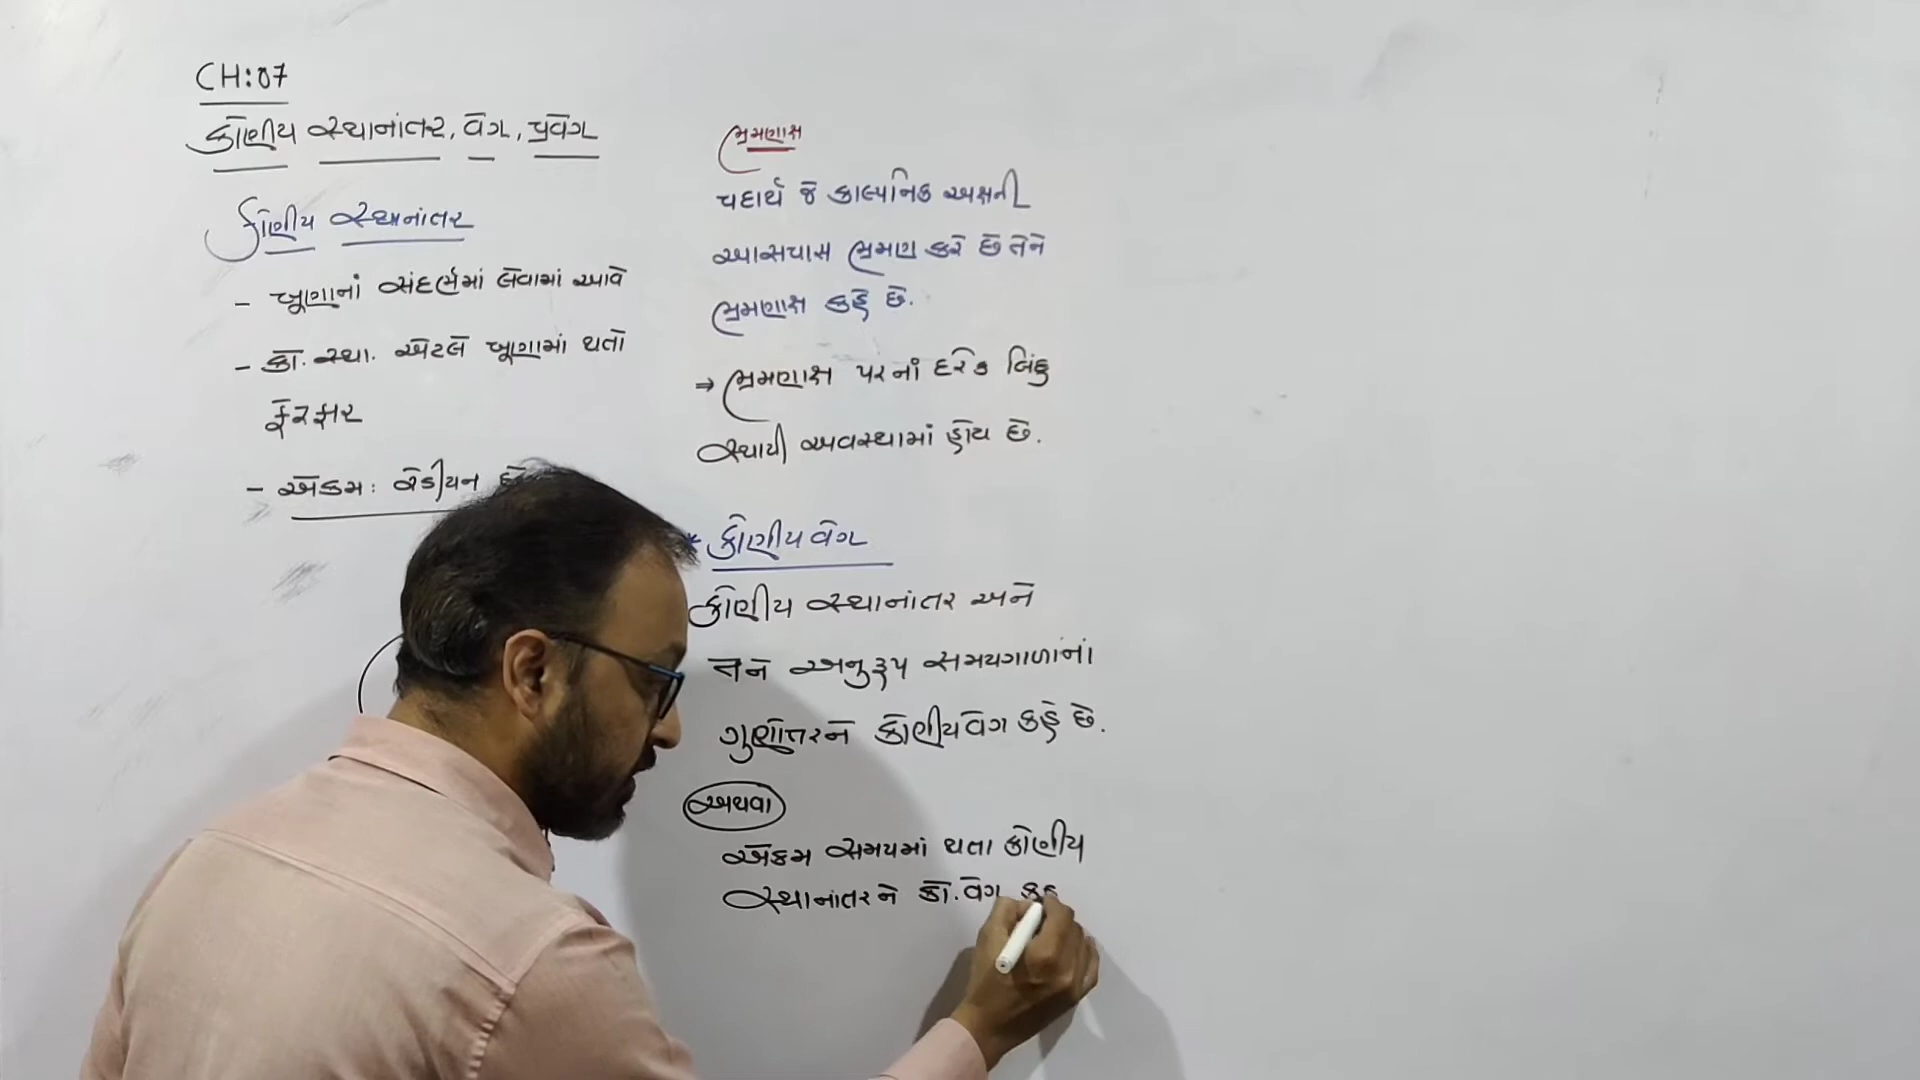 CH:07
કોણીય સ્થાનાંતર, વેગ, પ્રવેગ
કોણીય સ્થાનાંતર
- ખૂણાનાં સંદર્ભમાં લેવામાં આવે
- કો. સ્થા. એટલે ખૂણામાં થતો
ફેરફાર
- એકમ: રેડીયન છે
ભ્રમણાક્ષ
પદાર્થ જે કાલ્પનિક અક્ષની
આસપાસ ભ્રમણ કરે છે તેને
ભ્રમણાક્ષ કહે છે.
⇒ ભ્રમણાક્ષ પરનાં દરેક બિંદુ
સ્થાયી અવસ્થામાં હોય છે.
* કોણીય વેગ
કોણીય સ્થાનાંતર અને
તેને અનુરૂપ સમયગાળાનાં
ગુણોત્તરને કોણીયવેગ કહે છે.
અથવા
એકમ સમયમાં થતા કોણીય
સ્થાનાંતરને કો. વેગ કહ